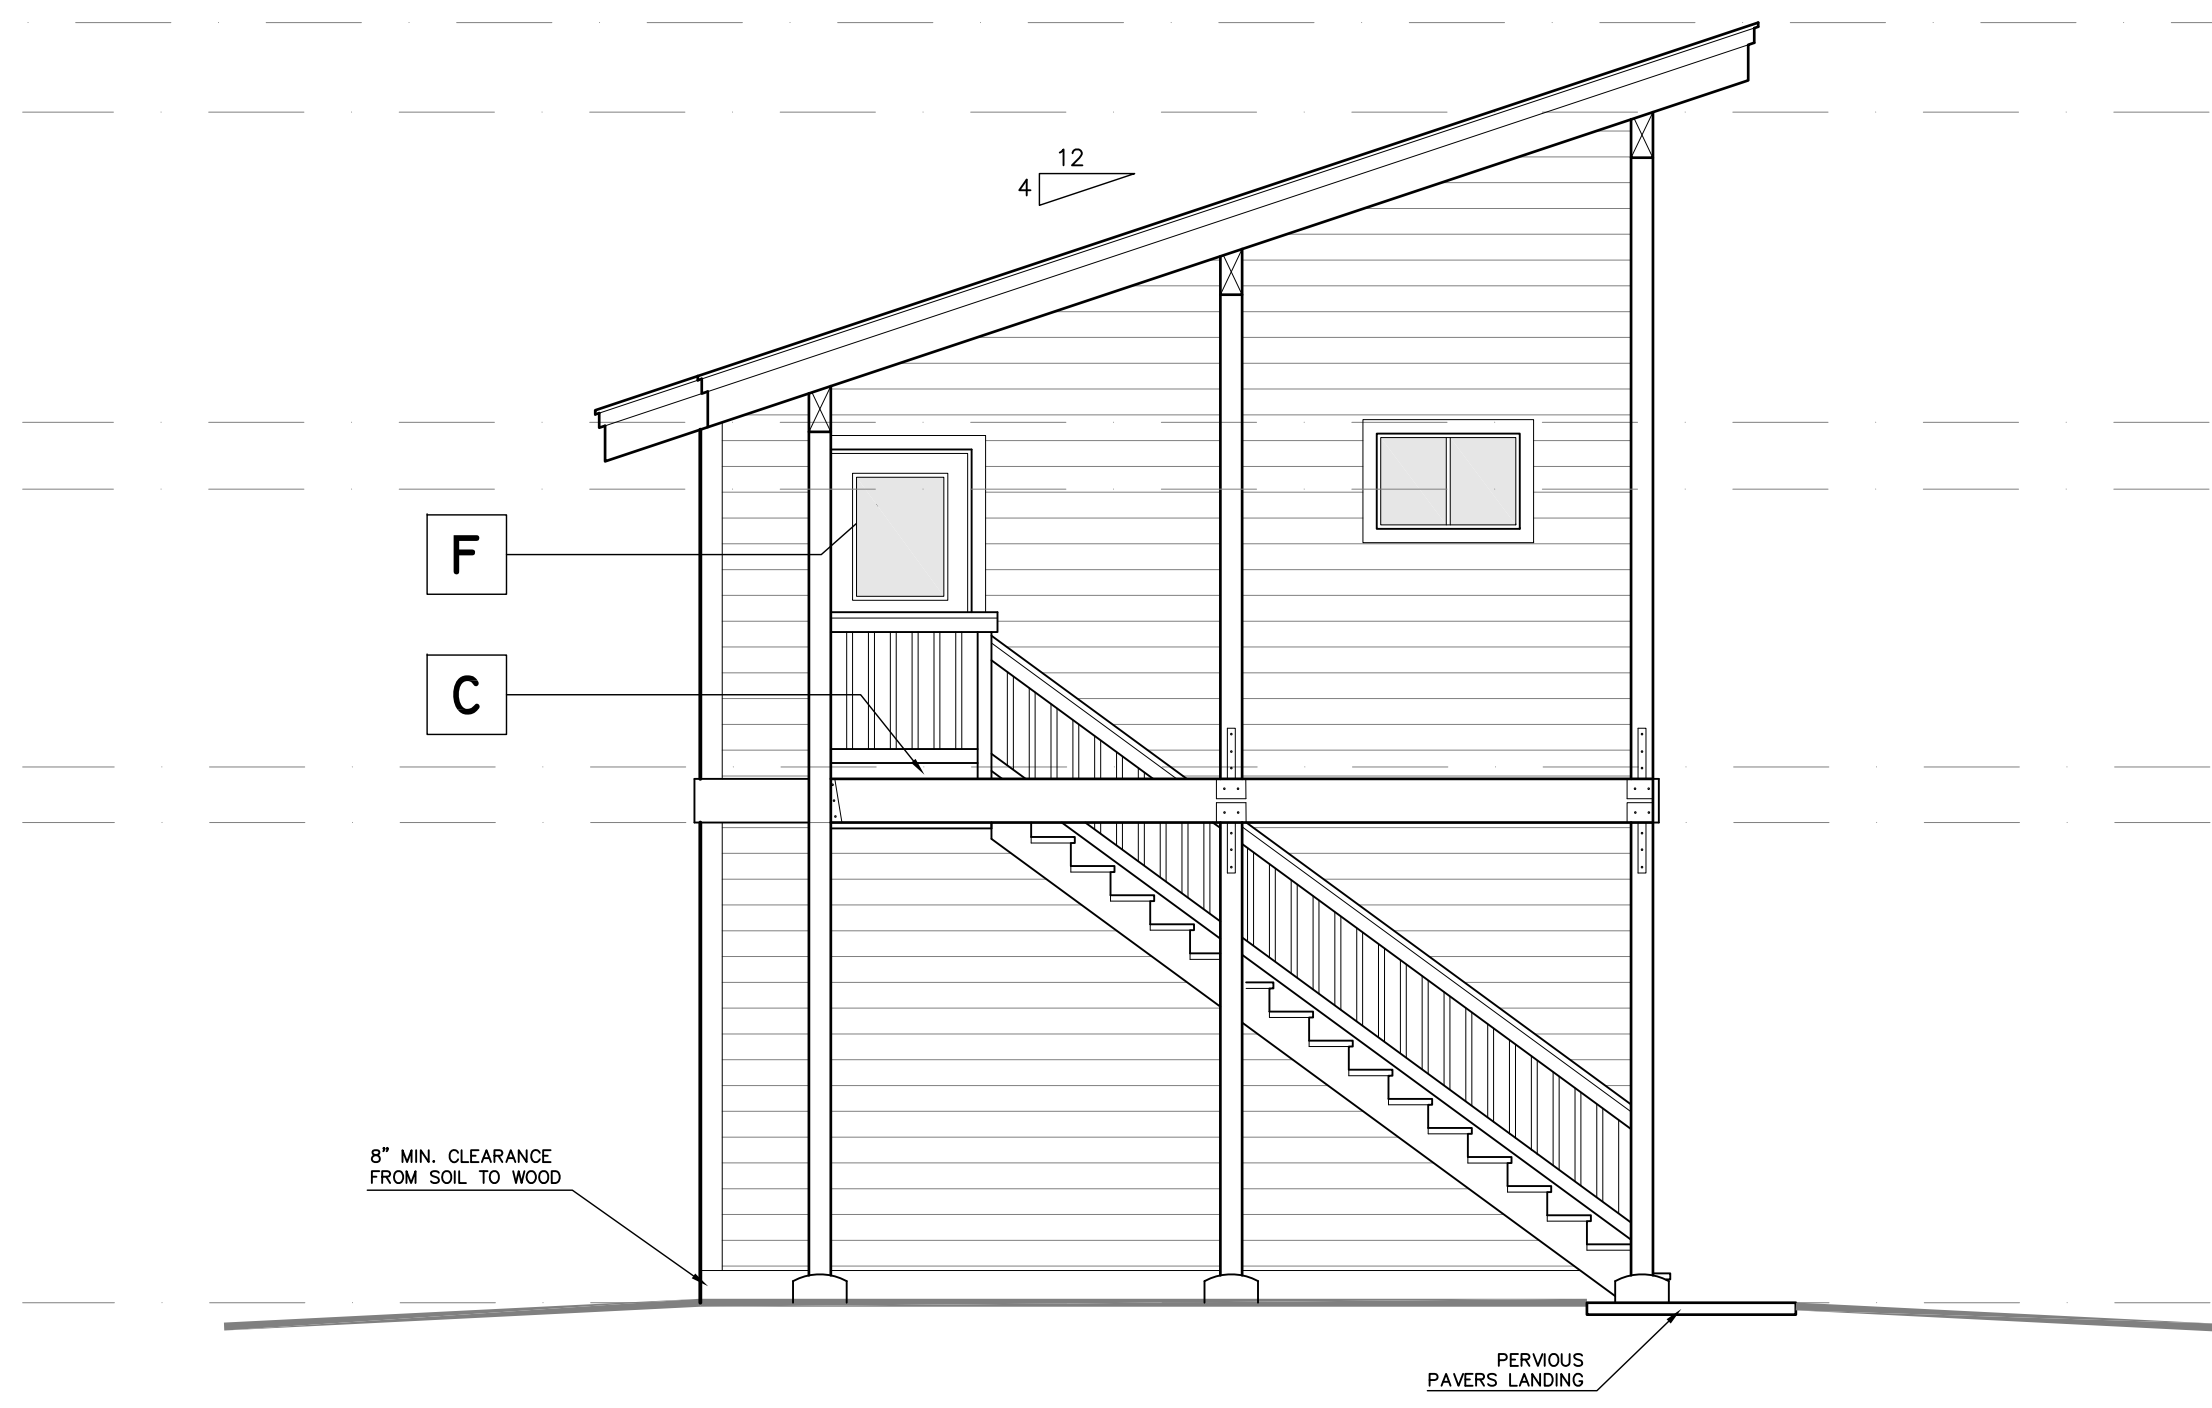 12
4
F
C
8" MIN. CLEARANCE
FROM SOIL TO WOOD
PERVIOUS
PAVERS LANDING